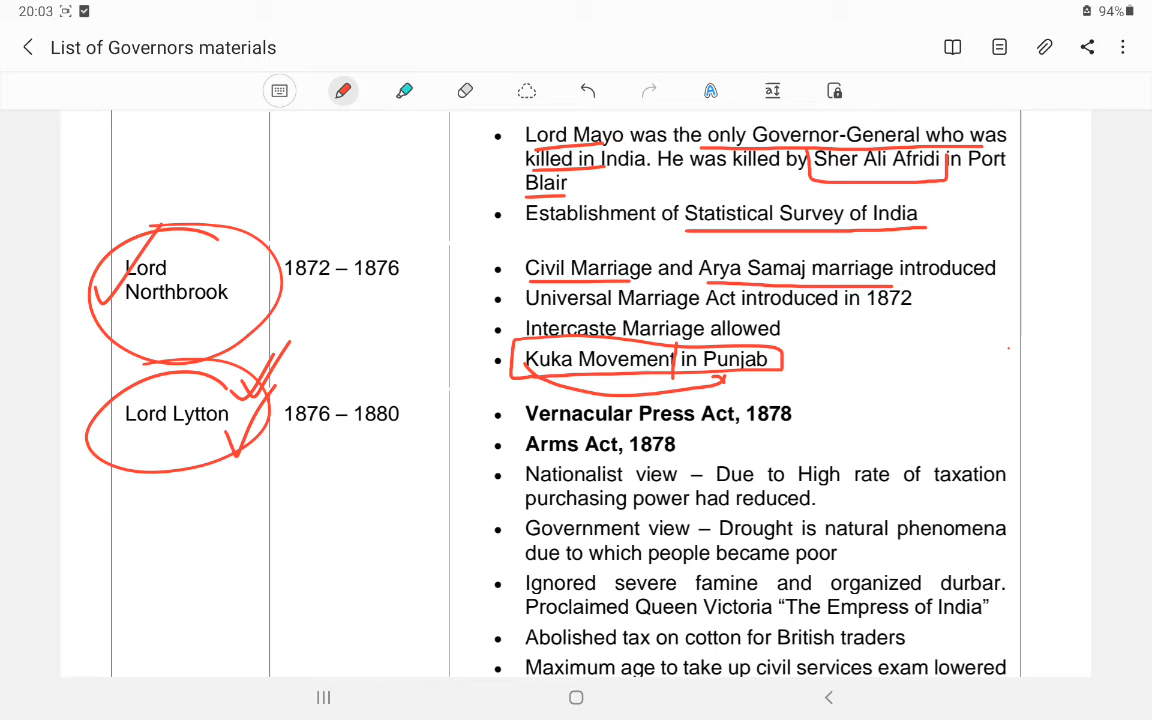 20:03 94%
List of Governors materials
Lord Mayo was the only Governor-General who was
killed in India. He was killed by Sher Ali Afridi in Port
Blair
• Establishment of Statistical Survey of India
Lord 1872 – 1876 • Civil Marriage and Arya Samaj marriage introduced
Northbrook
• Universal Marriage Act introduced in 1872
• Intercaste Marriage allowed
• Kuka Movement in Punjab
Lord Lytton 1876 – 1880 • Vernacular Press Act, 1878
• Arms Act, 1878
• Nationalist view – Due to High rate of taxation
purchasing power had reduced.
• Government view – Drought is natural phenomena
due to which people became poor
• Ignored severe famine and organized durbar.
Proclaimed Queen Victoria “The Empress of India”
• Abolished tax on cotton for British traders
• Maximum age to take up civil services exam lowered